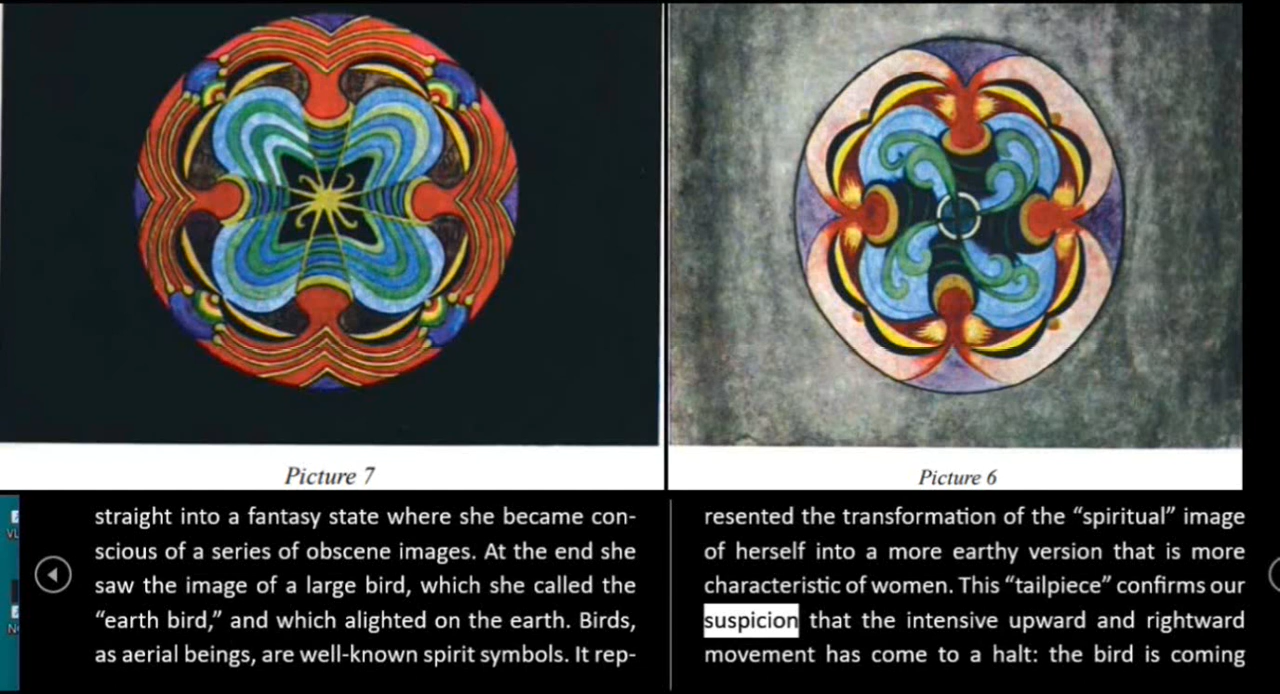 Picture 7
Picture 6
straight into a fantasy state where she became con-
scious of a series of obscene images. At the end she
saw the image of a large bird, which she called the
“earth bird,” and which alighted on the earth. Birds,
as aerial beings, are well-known spirit symbols. It rep-
resented the transformation of the “spiritual” image
of herself into a more earthy version that is more
characteristic of women. This “tailpiece” confirms our
suspicion that the intensive upward and rightward
movement has come to a halt: the bird is coming
VL